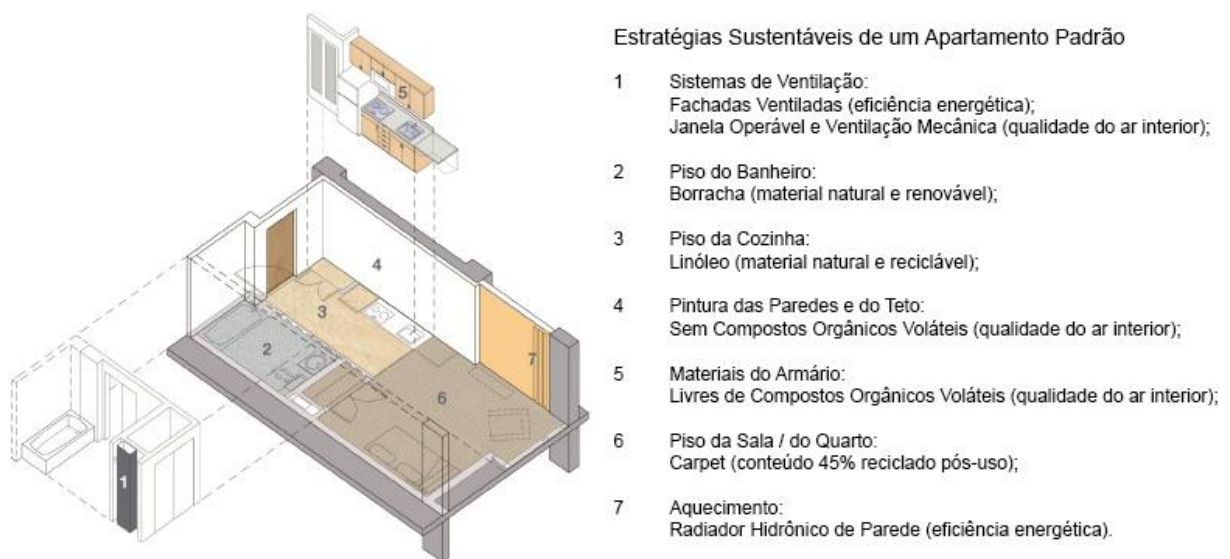 Estratégias Sustentáveis de um Apartamento Padrão
1 Sistemas de Ventilação:
Fachadas Ventiladas (eficiência energética);
Janela Operável e Ventilação Mecânica (qualidade do ar interior);
2 Piso do Banheiro:
Borracha (material natural e renovável);
3 Piso da Cozinha:
Linóleo (material natural e reciclável);
4 Pintura das Paredes e do Teto:
Sem Compostos Orgânicos Voláteis (qualidade do ar interior);
5 Materiais do Armário:
Livres de Compostos Orgânicos Voláteis (qualidade do ar interior);
6 Piso da Sala / do Quarto:
Carpet (conteúdo 45% reciclado pós-uso);
7 Aquecimento:
Radiador Hidrônico de Parede (eficiência energética).
5
4
3
7
2
6
1